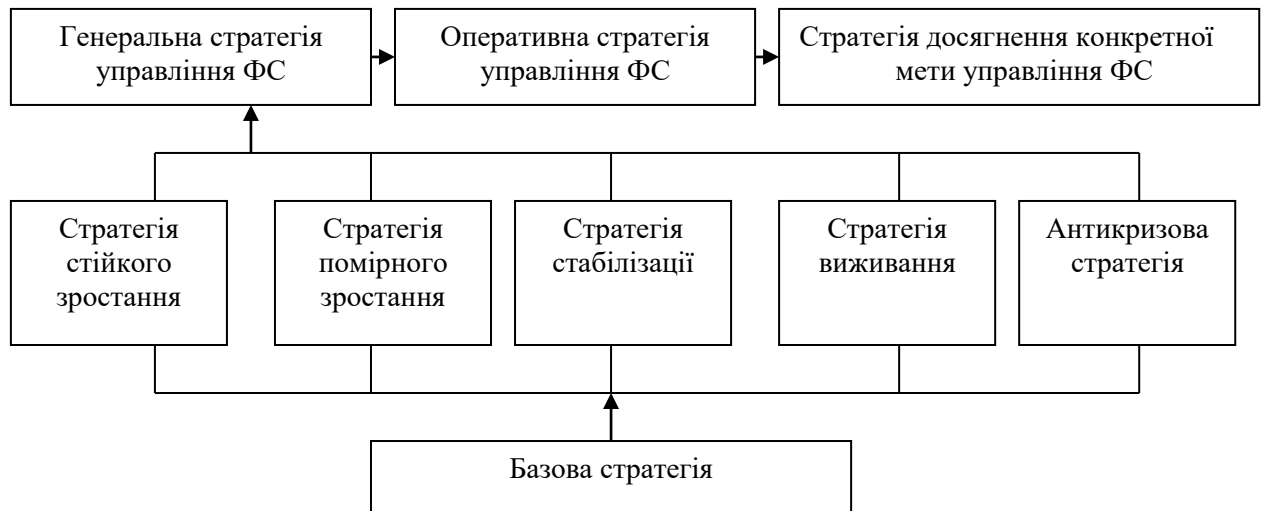 Генеральна стратегія
управління ФС
Оперативна стратегія
управління ФС
Стратегія досягнення конкретної
мети управління ФС
Стратегія
стійкого
зростання
Стратегія
помірного
зростання
Стратегія
стабілізації
Стратегія
виживання
Антикризова
стратегія
Базова стратегія